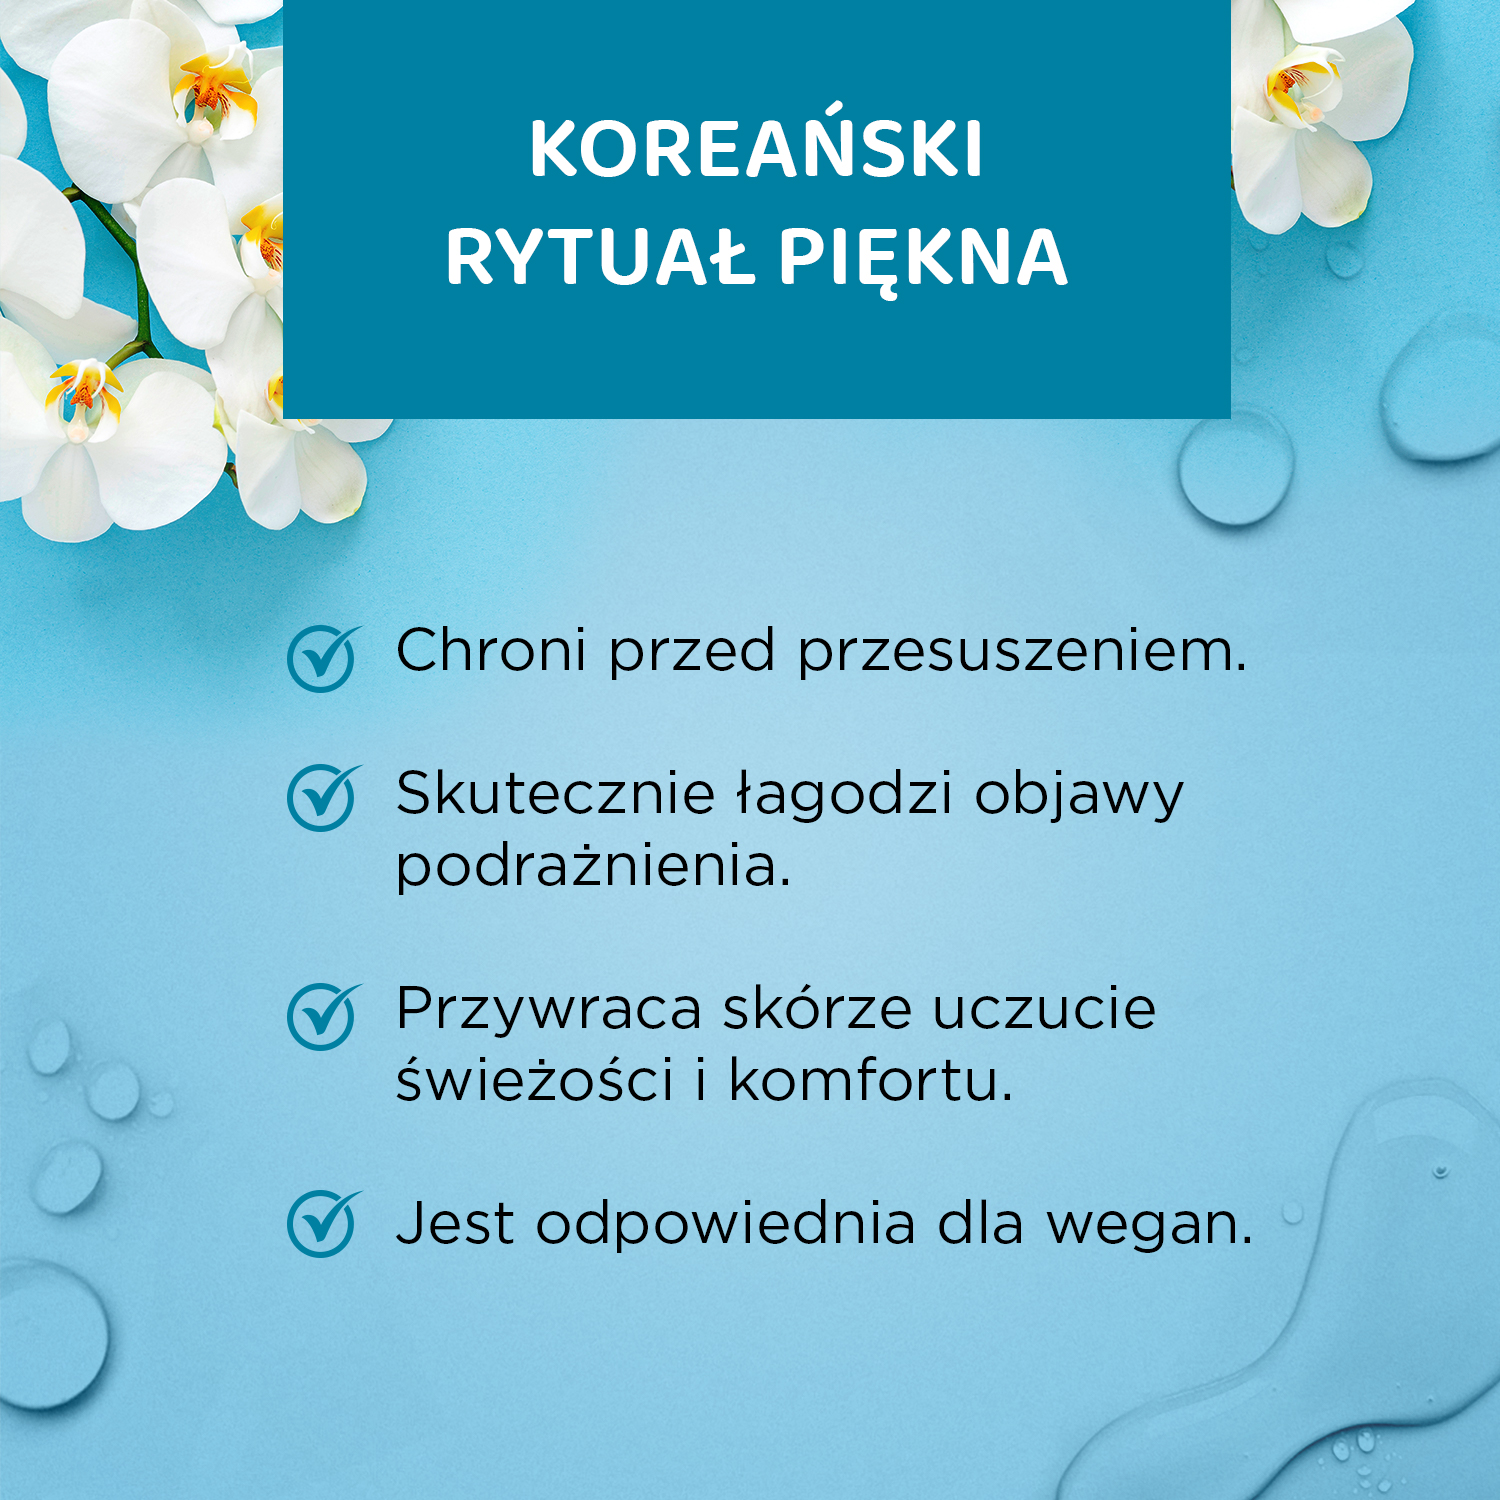 KOREAŃSKI
RYTUAŁ PIĘKNA
Chroni przed przesuszeniem.
Skutecznie łagodzi objawy
podrażnienia.
Przywraca skórze uczucie
świeżości i komfortu.
Jest odpowiednia dla wegan.